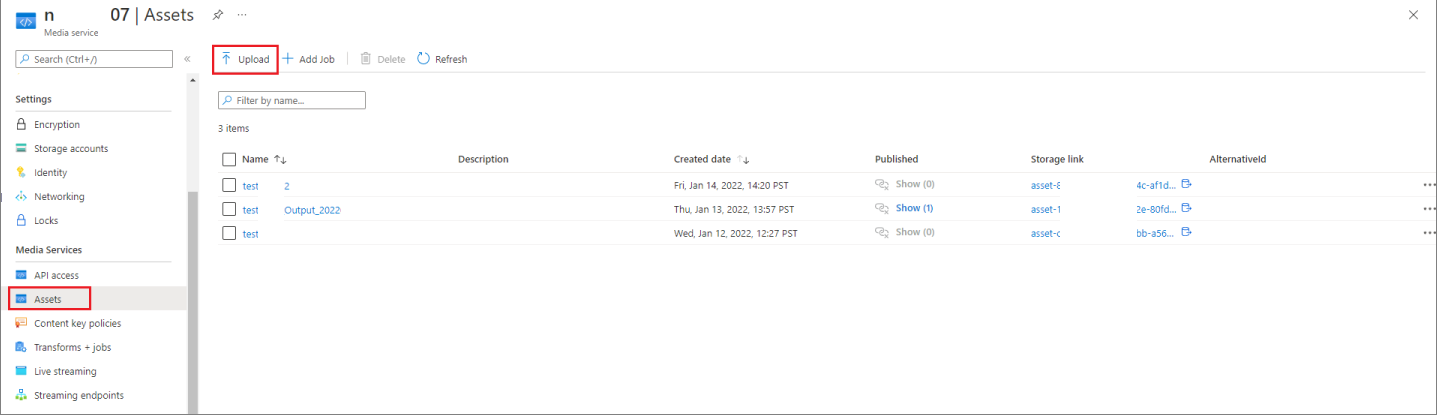 n 07 | Assets
Media service
Search (Ctrl+/)
Upload
Add Job
Delete
Refresh
Settings
Encryption
Storage accounts
Identity
Networking
Locks
Media Services
API access
Assets
Content key policies
Transforms + jobs
Live streaming
Streaming endpoints
Filter by name...
3 items
Name Description Created date Published Storage link AlternativeId
test 2 Fri, Jan 14, 2022, 14:20 PST Show (0) asset-8 4c-af1d...
test Output_2022 Thu, Jan 13, 2022, 13:57 PST Show (1) asset-1 2e-80fd...
test Wed, Jan 12, 2022, 12:27 PST Show (0) asset-c bb-a56...